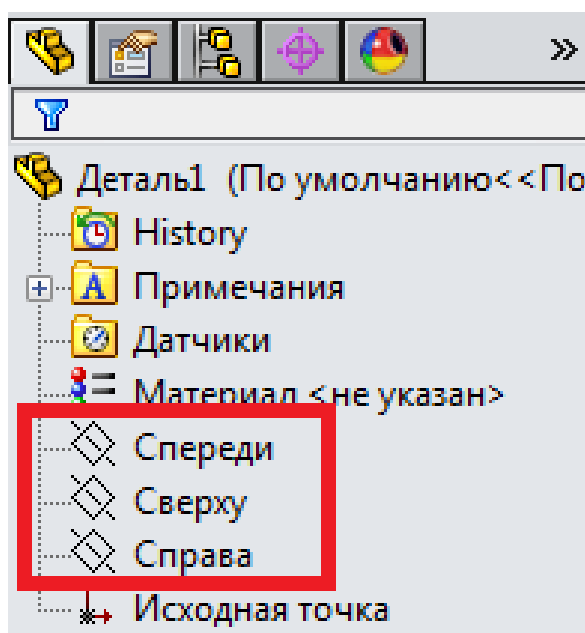 »
Деталь1 (По умолчанию<<По
History
A Примечания
Датчики
Материал <не указан>
Спереди
Сверху
Справа
Исходная точка